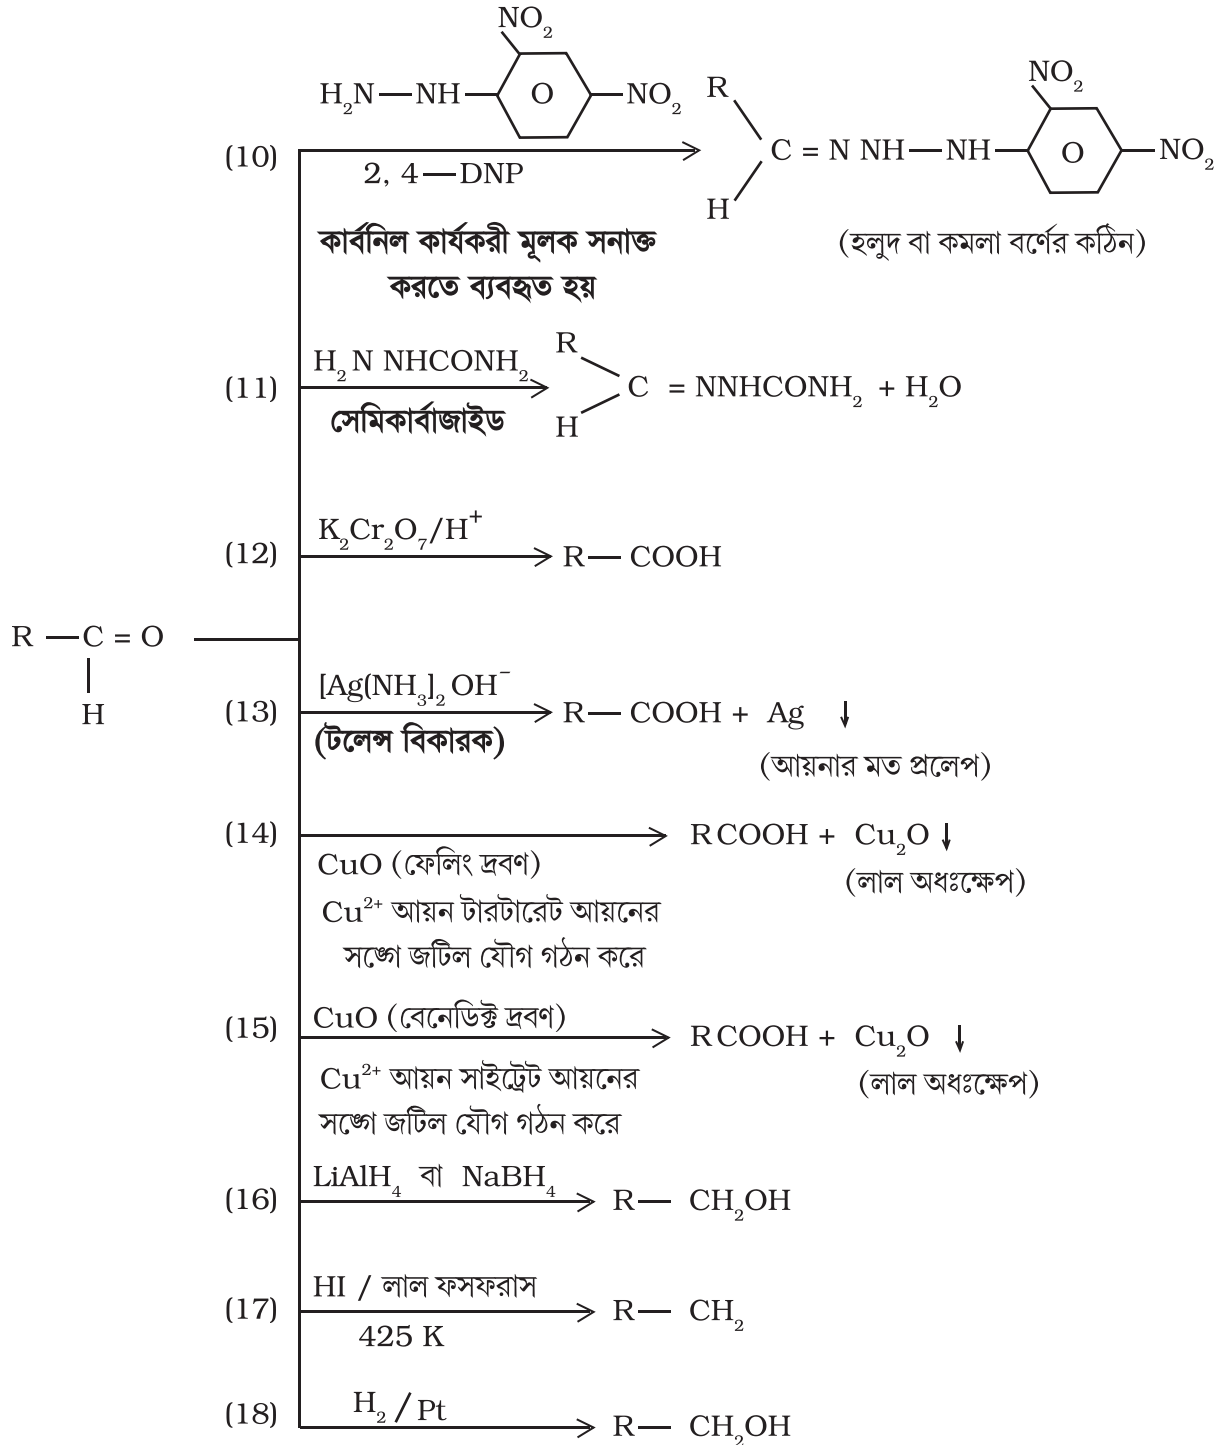 NO₂
H₂N—NH— O —NO₂
(10) 2, 4—DNP
R
H
C = N NH—NH— O —NO₂
NO₂
কার্বনিল কার্যকরী মূলক সনাক্ত
করতে ব্যবহৃত হয়
(হলুদ বা কমলা বর্ণের কঠিন)
(11) H₂N NHCONH₂
সেমিকার্বাজাইড
R
H
C = NNHCONH₂ + H₂O
(12) K₂Cr₂O₇/H⁺ R— COOH
R —C = O
H
(13) [Ag(NH₃]₂ OH⁻ R— COOH + Ag ↓
(টলেন্স বিকারক)
(আয়নার মত প্রলেপ)
(14) RCOOH + Cu₂O ↓
CuO (ফেলিং দ্রবণ)
(লাল অধঃক্ষেপ)
Cu²⁺ আয়ন টারটারেট আয়নের
সঙ্গে জটিল যৌগ গঠন করে
(15) CuO (বেনেডিক্ট দ্রবণ) RCOOH + Cu₂O ↓
(লাল অধঃক্ষেপ)
Cu²⁺ আয়ন সাইট্রেট আয়নের
সঙ্গে জটিল যৌগ গঠন করে
(16) LiAlH₄ বা NaBH₄ R— CH₂OH
(17) HI / লাল ফসফরাস R— CH₂
425 K
(18) H₂ / Pt R— CH₂OH